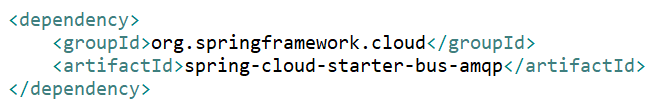 <dependency>
    <groupId>org.springframework.cloud</groupId>
    <artifactId>spring-cloud-starter-bus-amqp</artifactId>
</dependency>